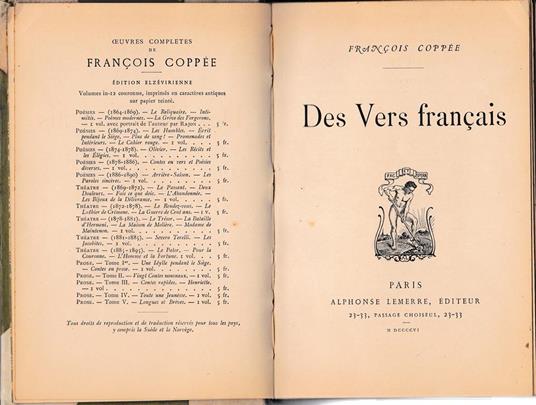 ŒUVRES COMPLETES
DE
FRANÇOIS COPPÉE
ÉDITION ELZÉVIRIENNE
Volumes in-12 couronne, imprimés en caractères antiques
sur papier teinté.
POÉSIES — (1864-1869). — Le Reliquaire. — Inti-
mités. — Poèmes modernes. — La Grève des Forgerons.
— 1 vol. avec portrait de l'auteur par RAJON . . . 5 fr.
POÉSIES — (1869-1874). — Les Humbles. — Écrit
pendant le Siège. — Plus de sang! — Promenades et
Intérieurs. — Le Cahier rouge. — 1 vol. . . . 5 fr.
POÉSIES — (1874-1878). — Olivier. — Les Récits et
les Élégies. — 1 vol. . . . 5 fr.
POÉSIES — (1878-1886). — Contes en vers et Poésies
diverses. — 1 vol. . . . 5 fr.
POÉSIES — (1886-1890) — Arrière-Saison. — Les
Paroles sincères. — 1 vol. . . . 5 fr.
THÉATRE — (1869-1872). — Le Passant. — Deux
Douleurs. — Fais ce que dois. — L'Abandonnée. —
Les Bijoux de la Délivrance. — 1 vol. . . . 5 fr.
THÉATRE — (1872-1878). — Le Rendez-vous. — Le
Luthier de Crémone. — La Guerre de Cent ans. — 1 v. 5 fr.
THÉATRE — (1878-1881). — Le Trésor. — La Bataille
d'Hernani. — La Maison de Molière. — Madame de
Maintenon. — 1 vol. . . . 5 fr.
THÉATRE — (1881-1885). — Severo Torelli. — Les
Jacobites. — 1 vol. . . . 5 fr.
THÉATRE — (1885-1895). — Le Pater. — Pour la
Couronne. — L'Homme et la Fortune. 1 vol. 5 fr.
PROSE. — TOME Ier. — Une Idylle pendant le Siège.
— Contes en prose. — 1 vol. . . . 5 fr.
PROSE. — TOME II. — Vingt Contes nouveaux. — 1 vol. 5 fr.
PROSE. — TOME III. — Contes rapides. — Henriette.
— 1 vol. . . . 5 fr.
PROSE. — TOME IV. — Toute une Jeunesse. — 1 vol. 5 fr.
PROSE. — TOME V. — Longues et Brèves. — 1 vol. 5 fr.
Tous droits de reproduction et de traduction réservés pour tous les pays,
y compris la Suède et la Norvège.
FRANÇOIS COPPÉE
Des Vers français
FAC ET SPERA
PARIS
ALPHONSE LEMERRE, ÉDITEUR
23-33, PASSAGE CHOISEUL, 23-33
M DCCCCVI